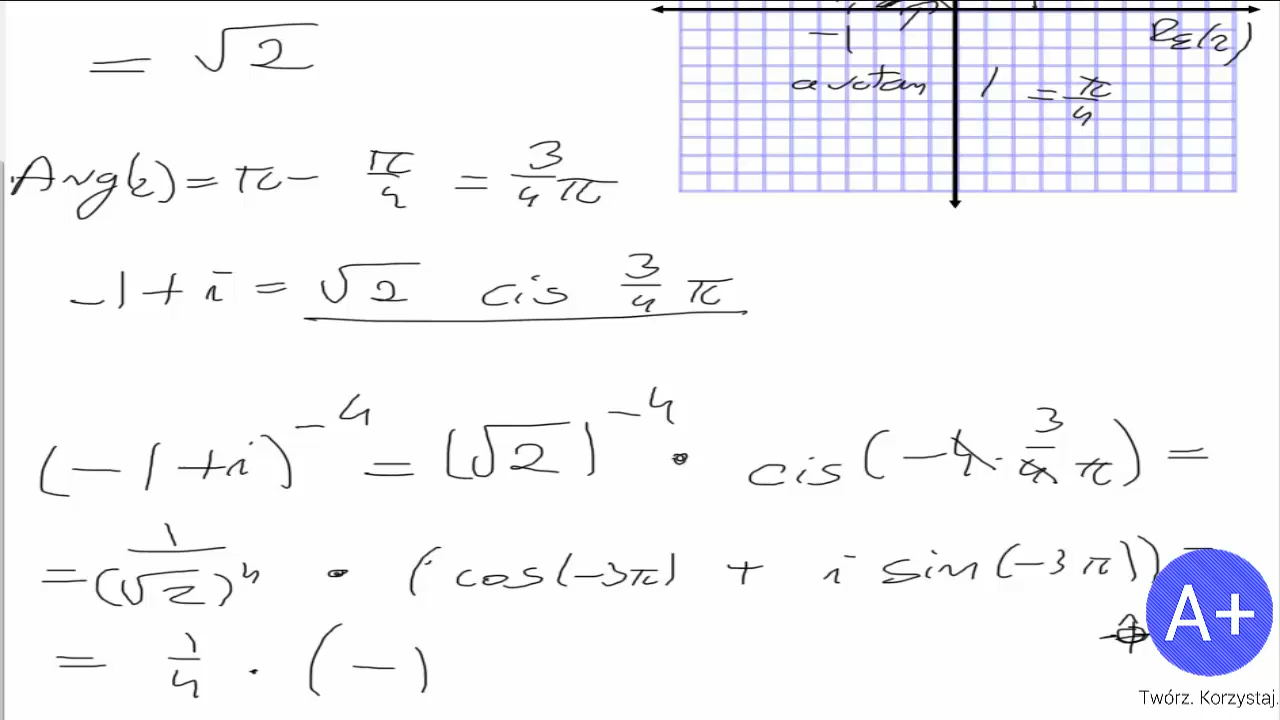 = √2
-1
Re(z)
arctan 1 = π/4
Arg(z) = π - π/4 = 3/4 π
-1 + i = √2 cis 3/4 π
(-1+i)^-4 = (√2)^-4 · cis(-4 · 3/4 π) =
= 1/(√2)^4 · (cos(-3π) + i sin(-3π)) =
= 1/4 · (-1
A+
Twórz. Korzystaj.